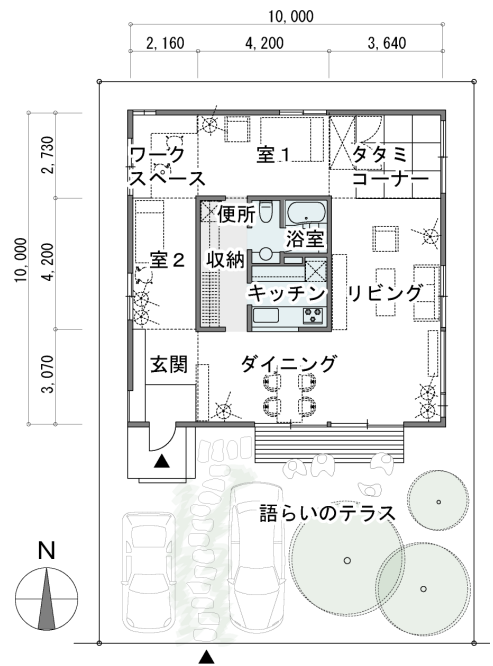 10,000
2,160
4,200
3,640
2,730
10,000
4,200
3,070
ワーク
スペース
室1
タタミ
コーナー
便所
浴室
室2
収納
キッチン
リビング
玄関
ダイニング
語らいのテラス
N